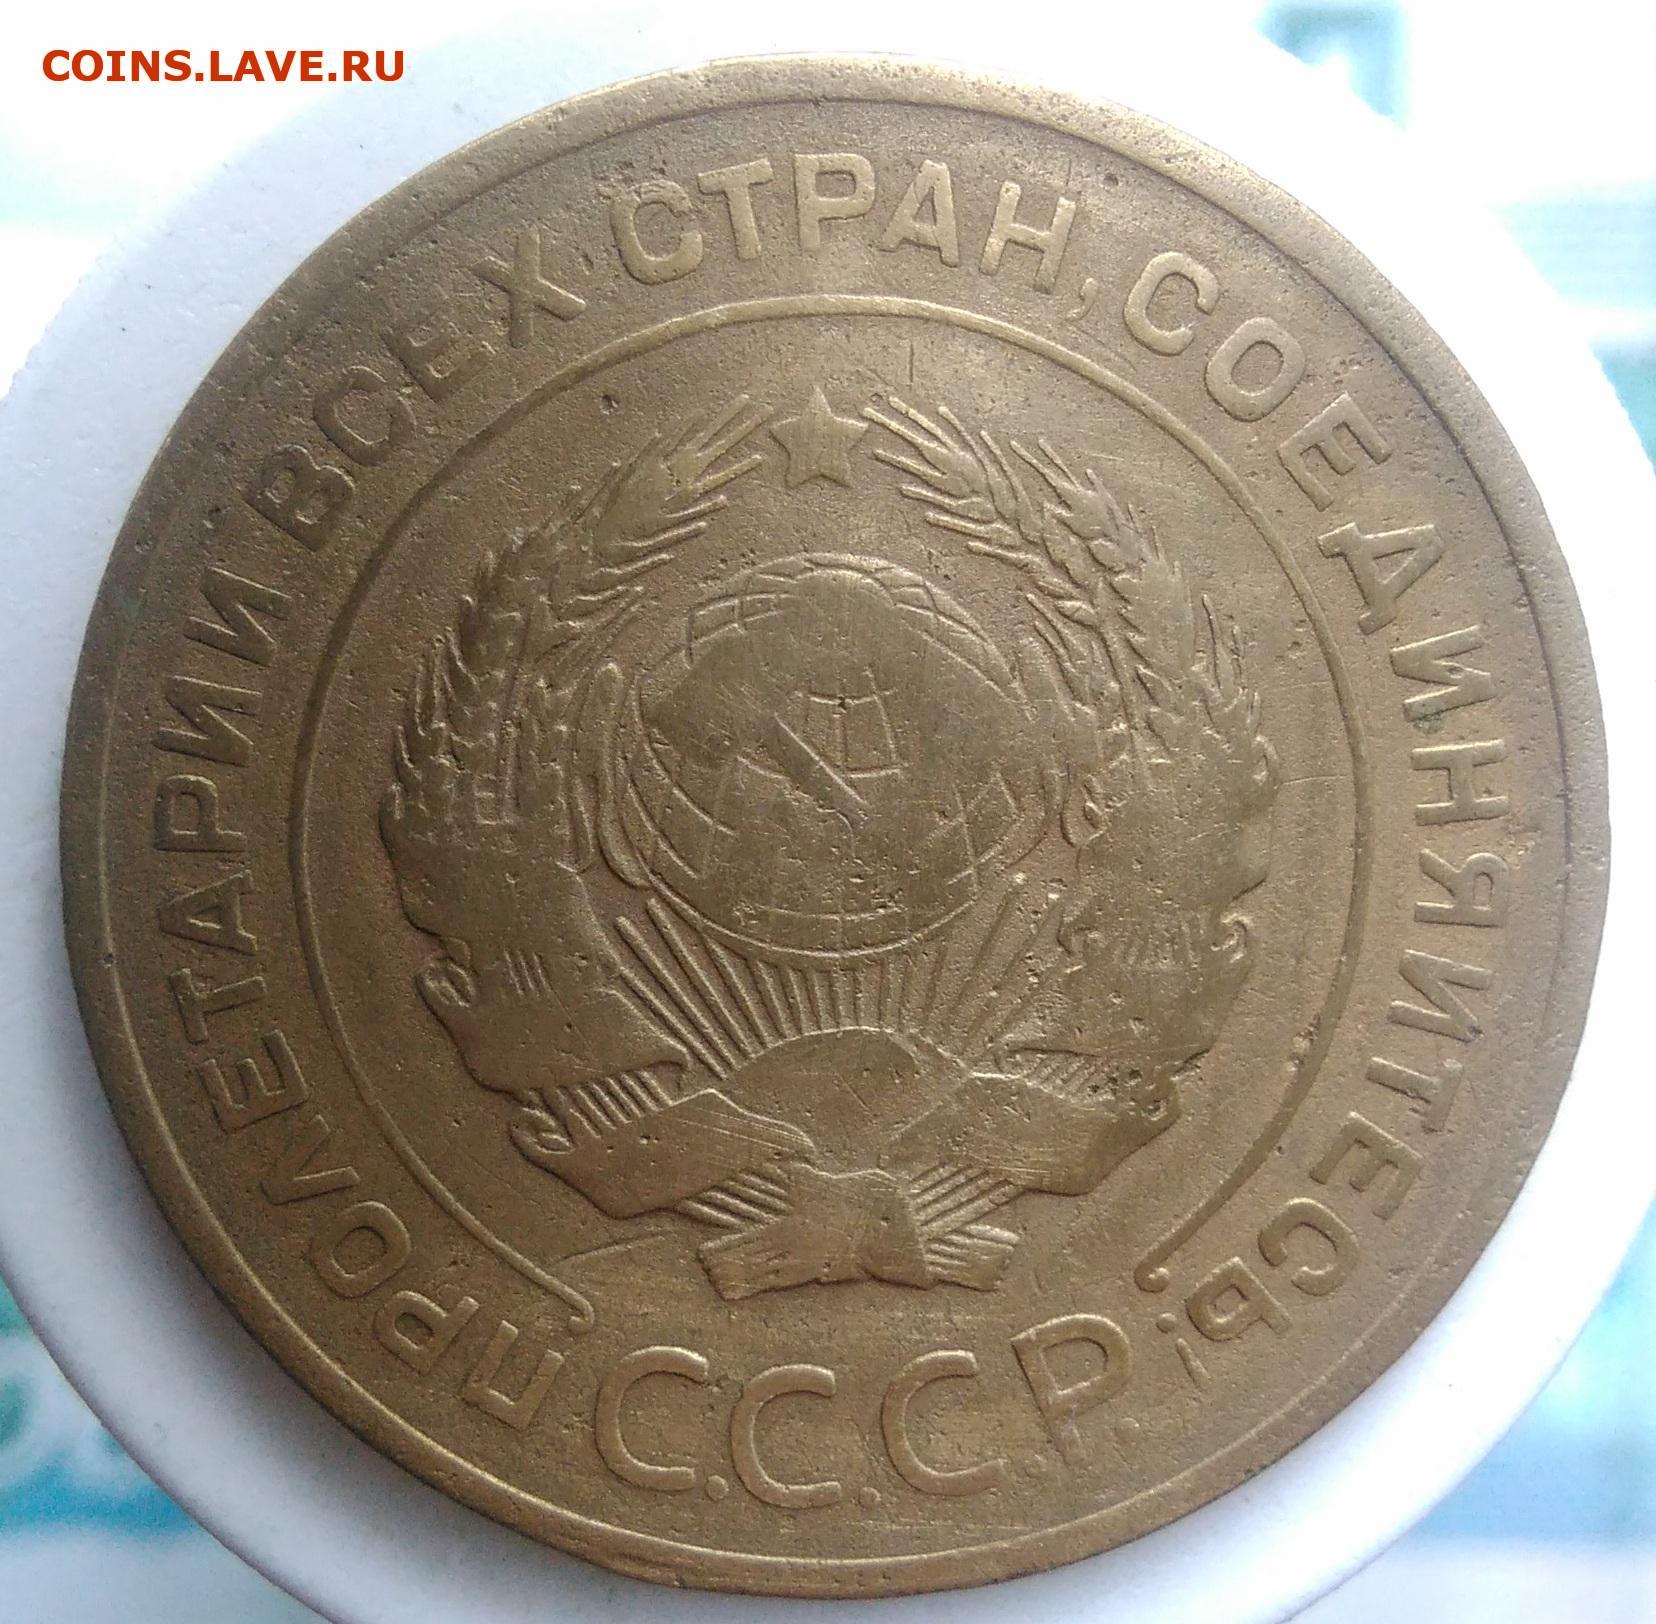 COINS.LAVE.RU
ПРОЛЕТАРИИ ВСЕХ СТРАН, СОЕДИНЯЙТЕСЬ!
С.С.С.Р.